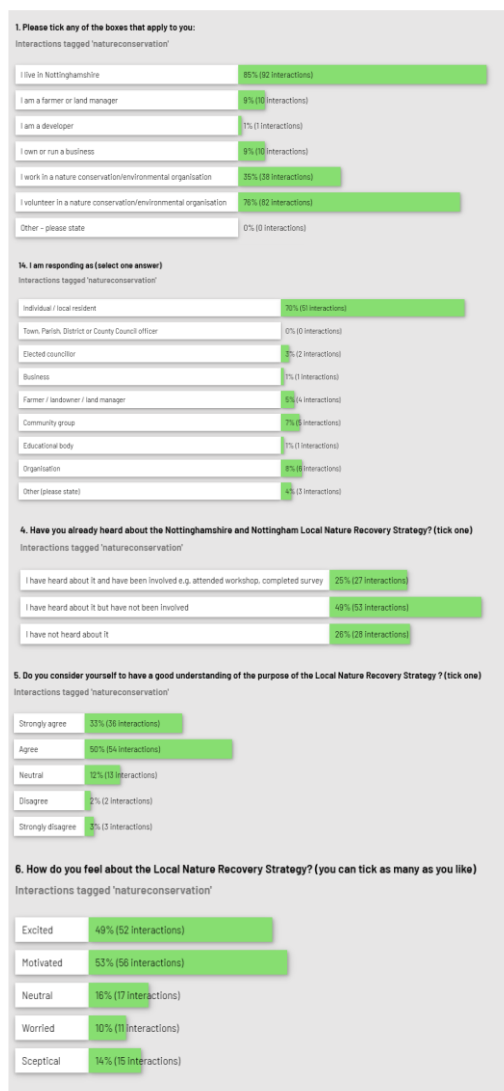 1. Please tick any of the boxes that apply to you:
Interactions tagged 'natureconservation'
I live in Nottinghamshire 85% (92 interactions)
I am a farmer or land manager 9% (10 interactions)
I am a developer 1% (1 interactions)
I own or run a business 9% (10 interactions)
I work in a nature conservation/environmental organisation 35% (38 interactions)
I volunteer in a nature conservation/environmental organisation 76% (82 interactions)
Other - please state 0% (0 interactions)
14. I am responding as (select one answer)
Interactions tagged 'natureconservation'
Individual / local resident 70% (51 interactions)
Town, Parish, District or County Council officer 0% (0 interactions)
Elected councillor 3% (2 interactions)
Business 1% (1 interactions)
Farmer / landowner / land manager 5% (4 interactions)
Community group 7% (5 interactions)
Educational body 1% (1 interactions)
Organisation 8% (6 interactions)
Other (please state) 4% (3 interactions)
4. Have you already heard about the Nottinghamshire and Nottingham Local Nature Recovery Strategy? (tick one)
Interactions tagged 'natureconservation'
I have heard about it and have been involved e.g. attended workshop, completed survey 25% (27 interactions)
I have heard about it but have not been involved 49% (53 interactions)
I have not heard about it 26% (28 interactions)
5. Do you consider yourself to have a good understanding of the purpose of the Local Nature Recovery Strategy ? (tick one)
Interactions tagged 'natureconservation'
Strongly agree 33% (36 interactions)
Agree 50% (54 interactions)
Neutral 12% (13 interactions)
Disagree 2% (2 interactions)
Strongly disagree 3% (3 interactions)
6. How do you feel about the Local Nature Recovery Strategy? (you can tick as many as you like)
Interactions tagged 'natureconservation'
Excited 49% (52 interactions)
Motivated 53% (56 interactions)
Neutral 16% (17 interactions)
Worried 10% (11 interactions)
Sceptical 14% (15 interactions)